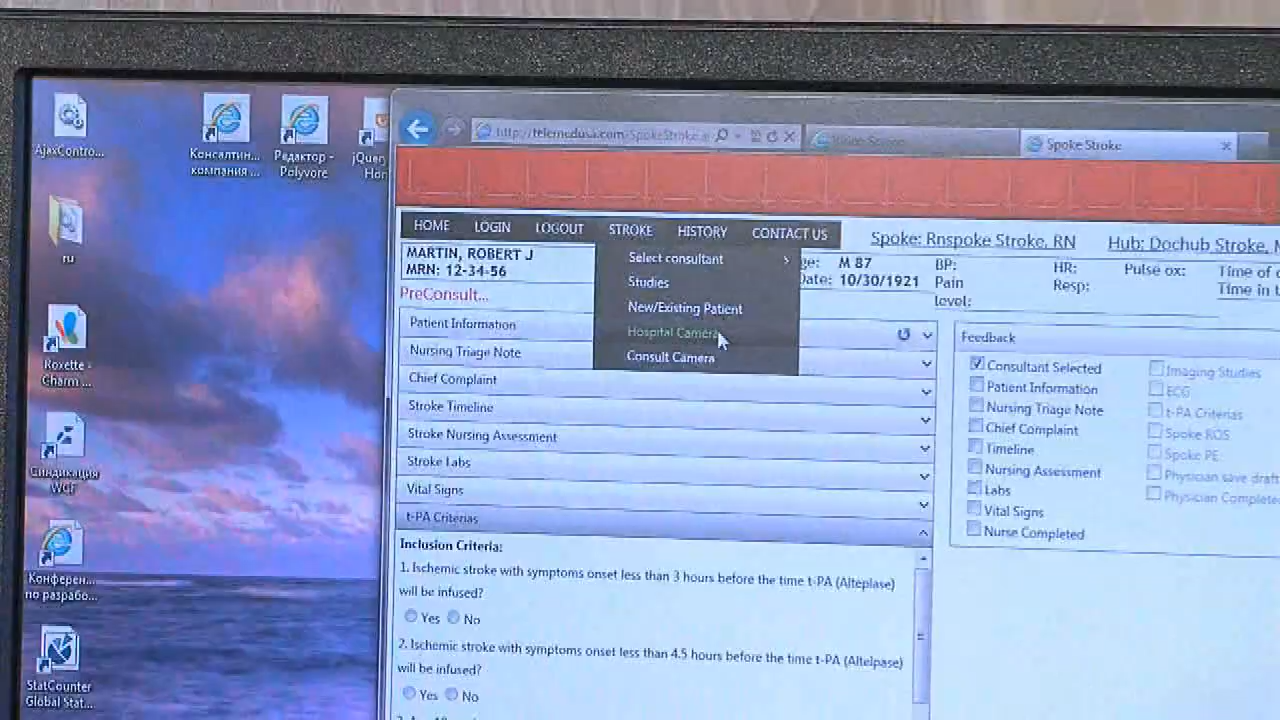 AjaxContro...
Консалтин...
компания ...
Редактор -
Polyvore
jQuery
Hor
ru
Roxette -
Charm ...
Синдикация
WCF
Конферен...
по разрабо...
StatCounter
Global Stat...
http://telemedusa.com/SpokeStroke.a
Spoke Stroke
HOME LOGIN LOGOUT STROKE HISTORY CONTACT US
Spoke: Rnspoke Stroke, RN Hub: Dochub Stroke, M
MARTIN, ROBERT J
MRN: 12-34-56
Select consultant
Studies
New/Existing Patient
Hospital Camera
Consult Camera
ge: M 87
Date: 10/30/1921
BP:
Pain
level:
HR:
Resp:
Pulse ox:
Time of
Time in t
PreConsult...
Patient Information
Nursing Triage Note
Chief Complaint
Stroke Timeline
Stroke Nursing Assessment
Stroke Labs
Vital Signs
t-PA Criterias
Inclusion Criteria:
1. Ischemic stroke with symptoms onset less than 3 hours before the time t-PA (Alteplase)
will be infused?
Yes No
2. Ischemic stroke with symptoms onset less than 4.5 hours before the time t-PA (Altelpase)
will be infused?
Yes No
Feedback
Consultant Selected
Patient Information
Nursing Triage Note
Chief Complaint
Timeline
Nursing Assessment
Labs
Vital Signs
Nurse Completed
Imaging Studies
ECG
t-PA Criterias
Spoke ROS
Spoke PE
Physician save draft
Physician Complete